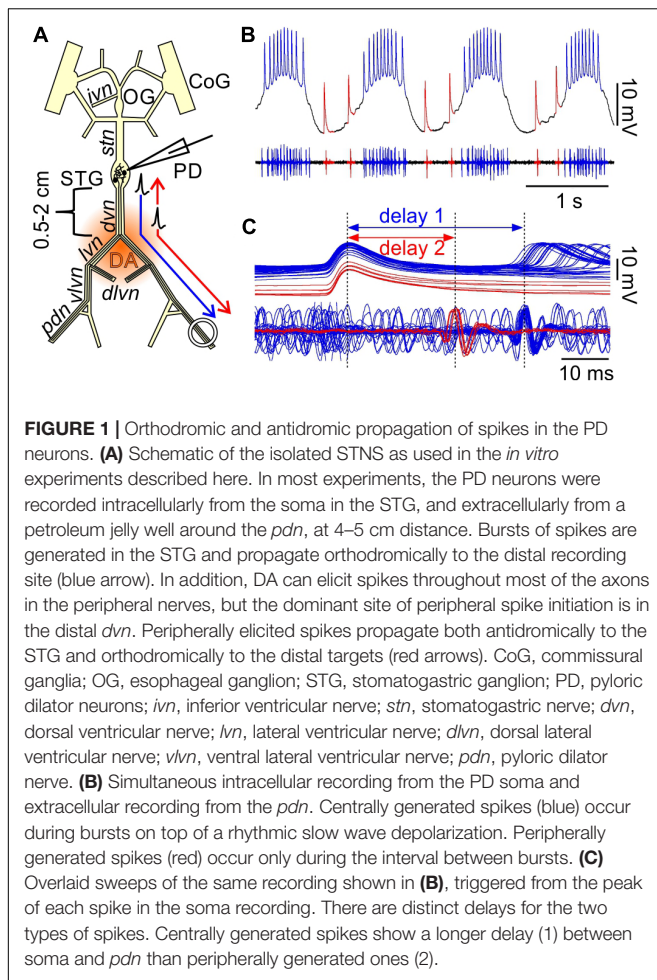 A
ivn
OG
CoG
stn
STG
PD
0.5-2 cm
dvn
lvn
DA
vlvn
dlvn
pdn
B
10 mV
1 s
C
delay 1
delay 2
10 mV
10 ms
FIGURE 1 | Orthodromic and antidromic propagation of spikes in the PD
neurons. (A) Schematic of the isolated STNS as used in the in vitro
experiments described here. In most experiments, the PD neurons were
recorded intracellularly from the soma in the STG, and extracellularly from a
petroleum jelly well around the pdn, at 4–5 cm distance. Bursts of spikes are
generated in the STG and propagate orthodromically to the distal recording
site (blue arrow). In addition, DA can elicit spikes throughout most of the axons
in the peripheral nerves, but the dominant site of peripheral spike initiation is in
the distal dvn. Peripherally elicited spikes propagate both antidromically to the
STG and orthodromically to the distal targets (red arrows). CoG, commissural
ganglia; OG, esophageal ganglion; STG, stomatogastric ganglion; PD, pyloric
dilator neurons; ivn, inferior ventricular nerve; stn, stomatogastric nerve; dvn,
dorsal ventricular nerve; lvn, lateral ventricular nerve; dlvn, dorsal lateral
ventricular nerve; vlvn, ventral lateral ventricular nerve; pdn, pyloric dilator
nerve. (B) Simultaneous intracellular recording from the PD soma and
extracellular recording from the pdn. Centrally generated spikes (blue) occur
during bursts on top of a rhythmic slow wave depolarization. Peripherally
generated spikes (red) occur only during the interval between bursts. (C)
Overlaid sweeps of the same recording shown in (B), triggered from the peak
of each spike in the soma recording. There are distinct delays for the two
types of spikes. Centrally generated spikes show a longer delay (1) between
soma and pdn than peripherally generated ones (2).